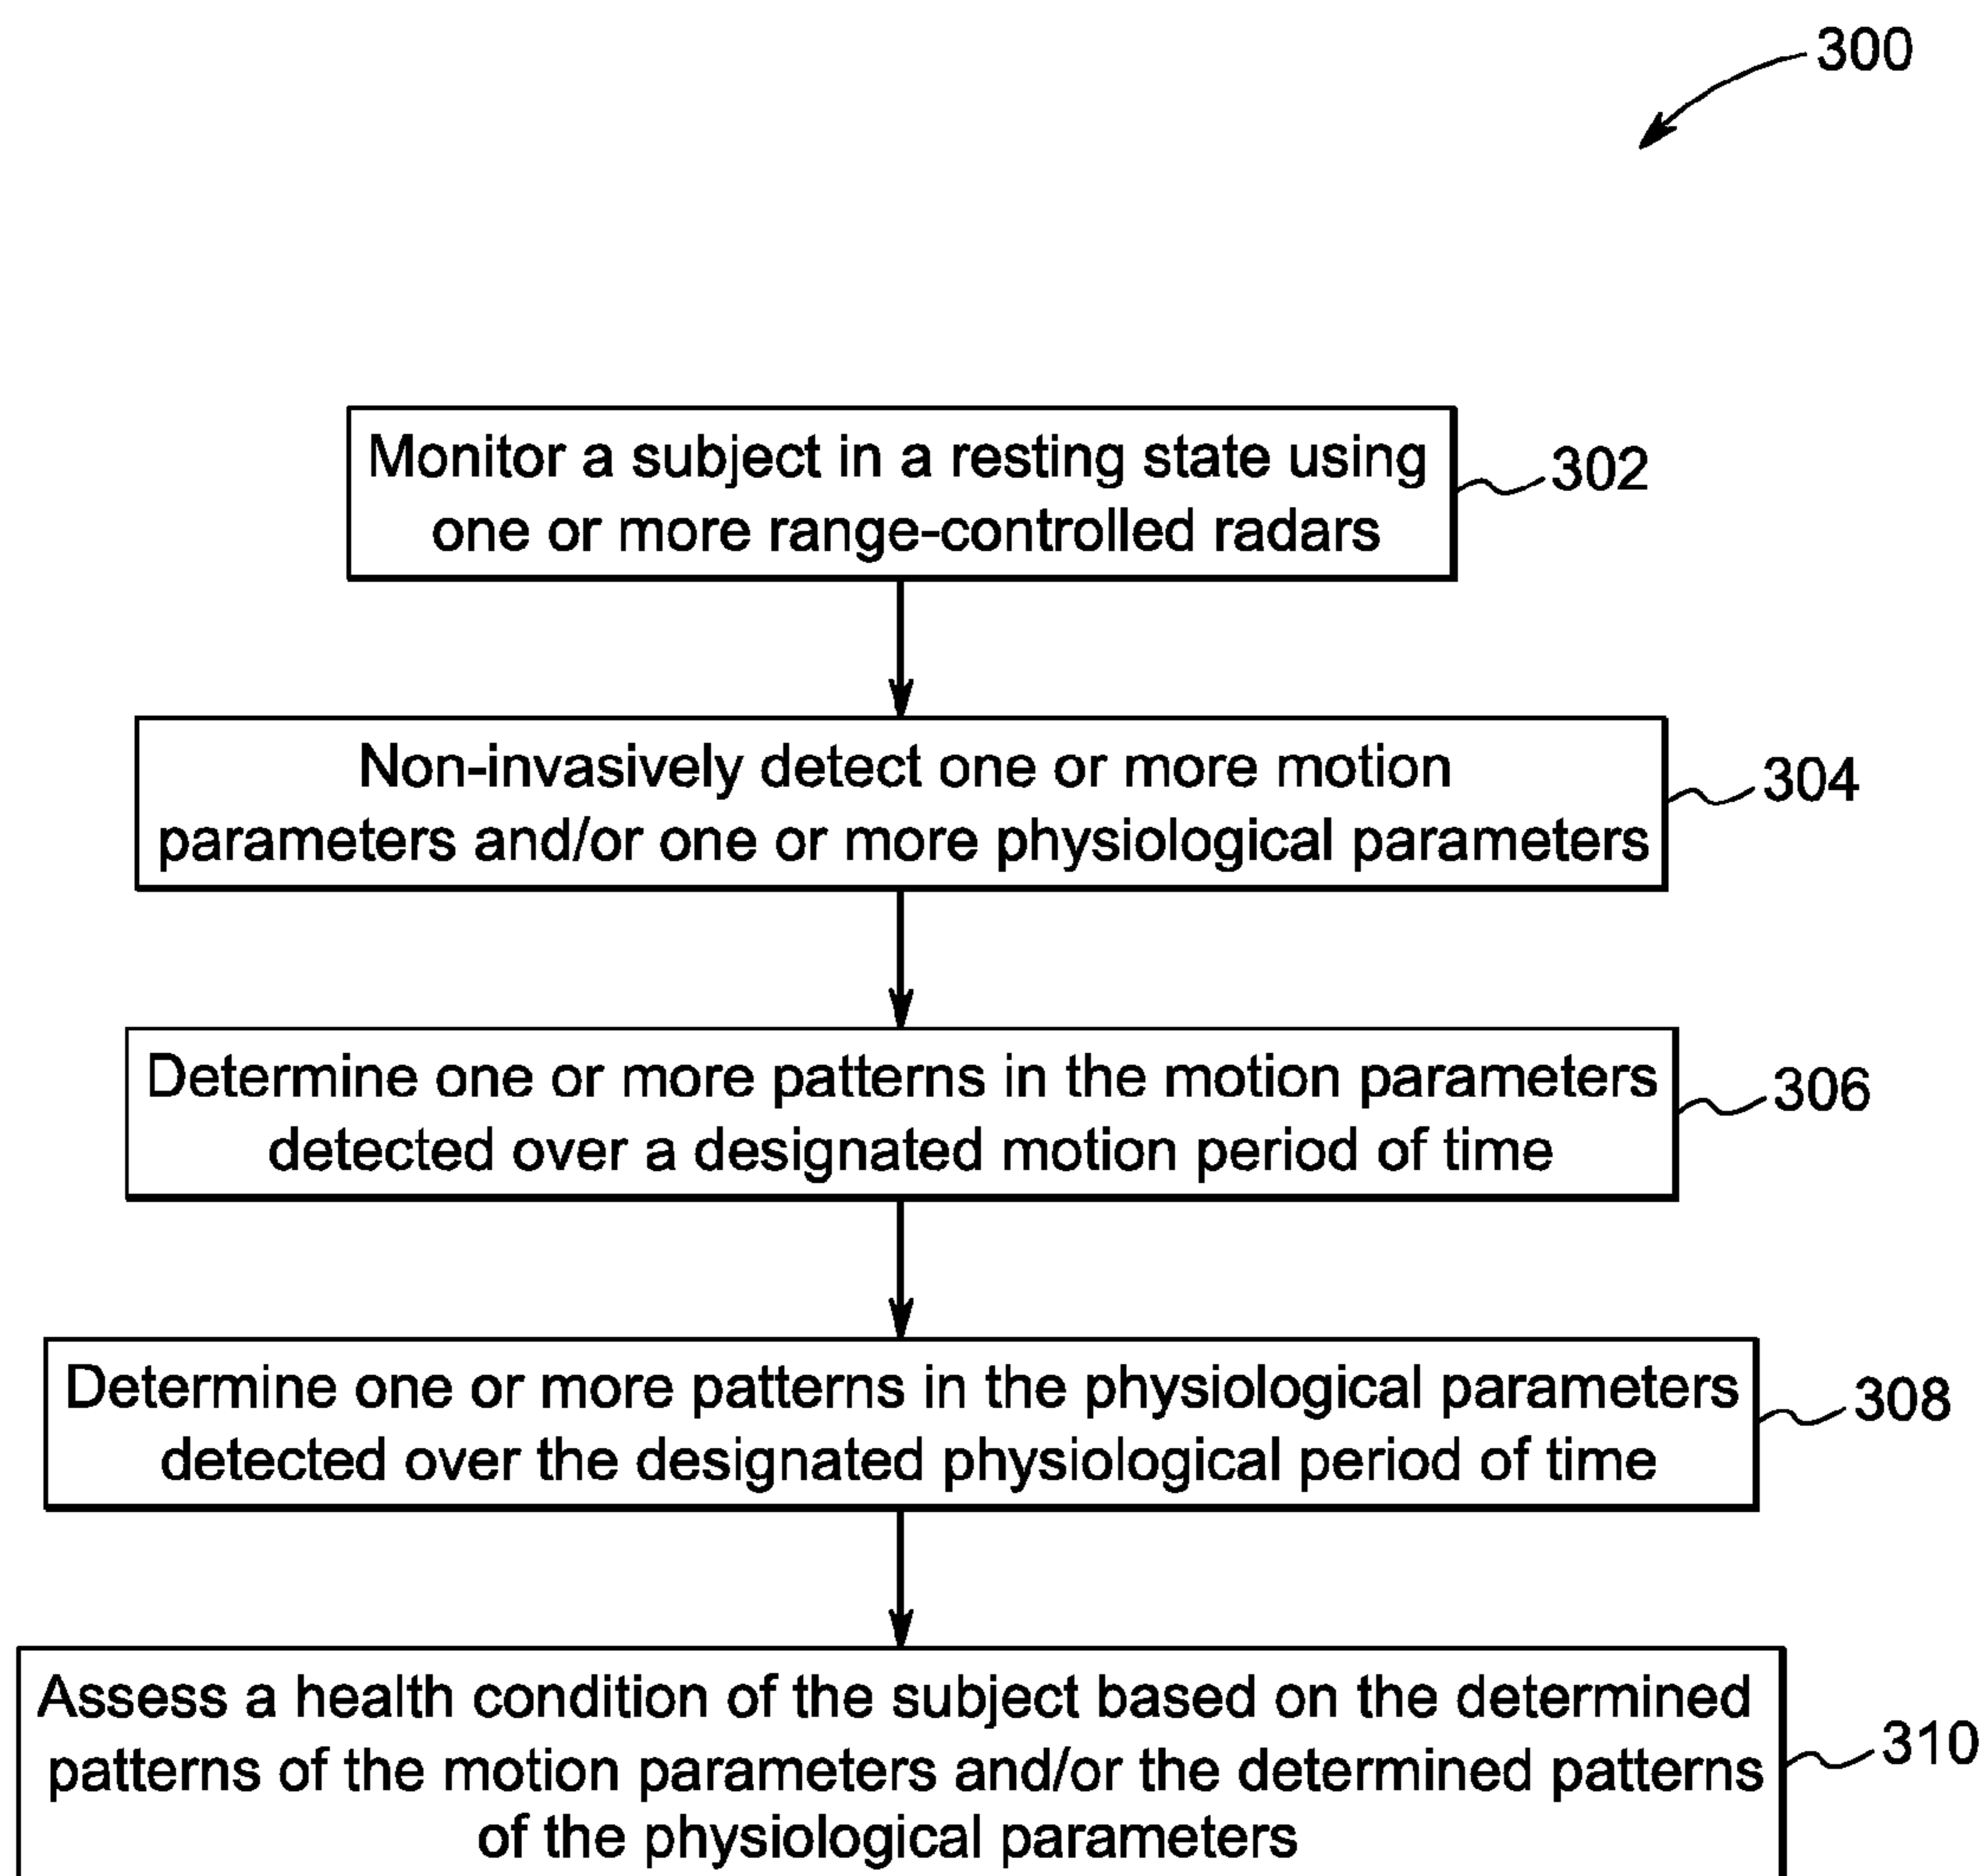 300
Monitor a subject in a resting state using
one or more range-controlled radars
302
Non-invasively detect one or more motion
parameters and/or one or more physiological parameters
304
Determine one or more patterns in the motion parameters
detected over a designated motion period of time
306
Determine one or more patterns in the physiological parameters
detected over the designated physiological period of time
308
Assess a health condition of the subject based on the determined
patterns of the motion parameters and/or the determined patterns
of the physiological parameters
310